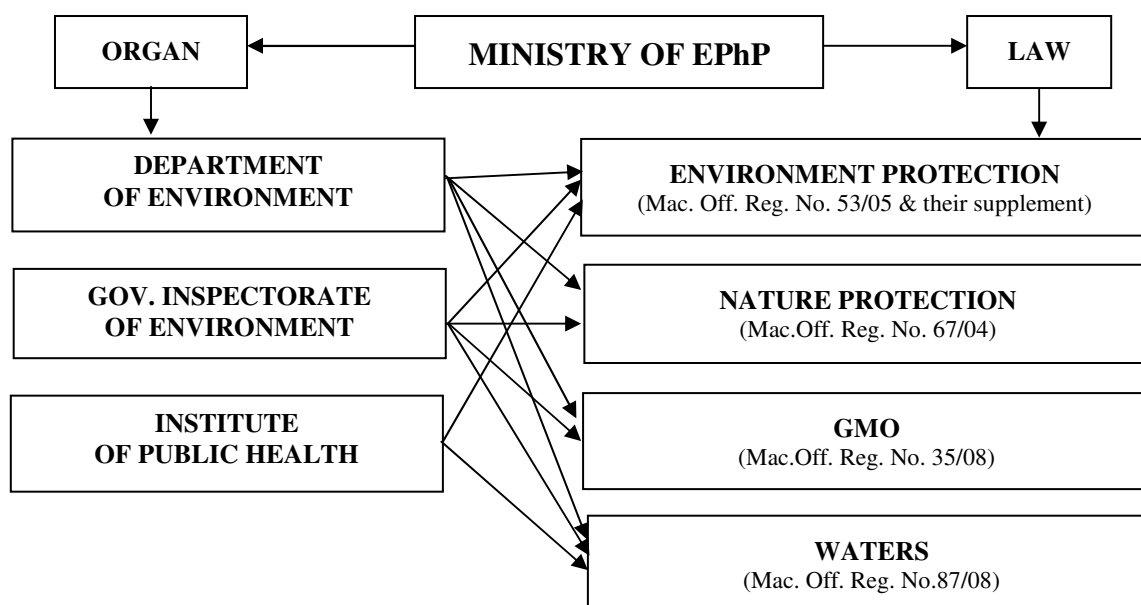 ORGAN
MINISTRY OF EPhP
LAW
DEPARTMENT
OF ENVIRONMENT
ENVIRONMENT PROTECTION
(Mac. Off. Reg. No. 53/05 & their supplement)
GOV. INSPECTORATE
OF ENVIRONMENT
NATURE PROTECTION
(Mac.Off. Reg. No. 67/04)
INSTITUTE
OF PUBLIC HEALTH
GMO
(Mac.Off. Reg. No. 35/08)
WATERS
(Mac. Off. Reg. No.87/08)